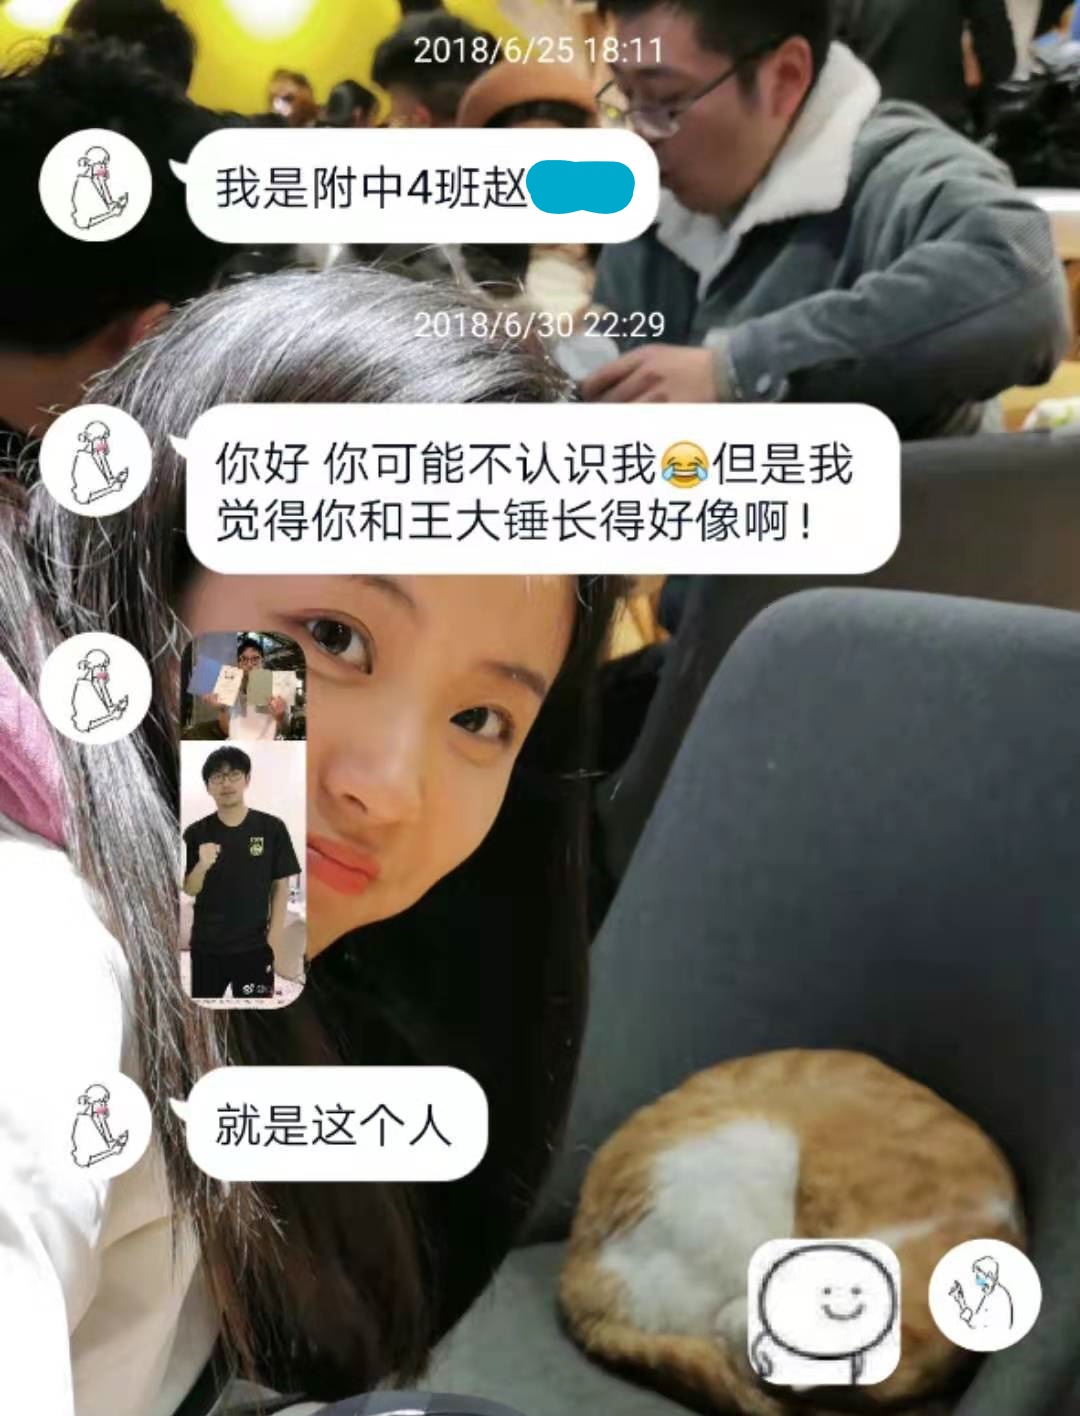 2018/6/25 18:11
我是附中4班赵
2018/6/30 22:29
你好 你可能不认识我😂但是我
觉得你和王大锤长得好像啊！
就是这个人